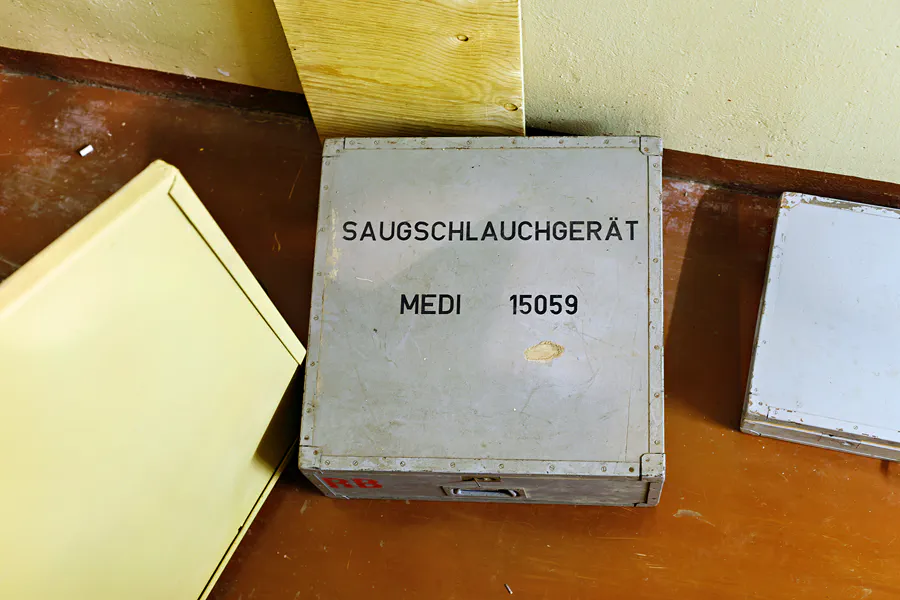 SAUGSCHLAUCHGERÄT
MEDI 15059
RB